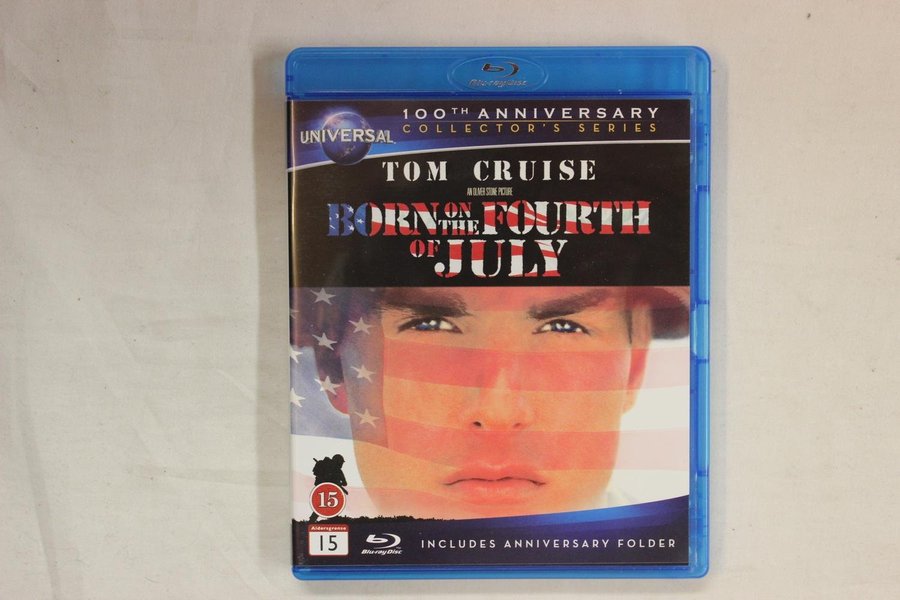 Blu-ray Disc
100TH ANNIVERSARY
COLLECTOR'S SERIES
UNIVERSAL
TOM CRUISE
AN OLIVER STONE PICTURE
BORN ON THE FOURTH
OF JULY
15
Aldersgrense
15
Blu-ray Disc
INCLUDES ANNIVERSARY FOLDER